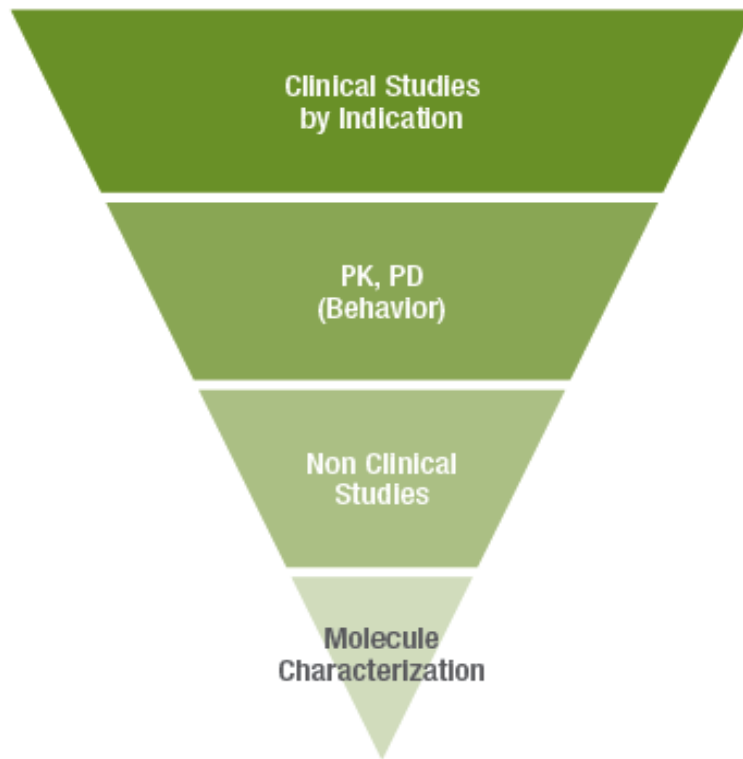 Clinical Studies
by Indication
PK, PD
(Behavior)
Non Clinical
Studies
Molecule
Characterization